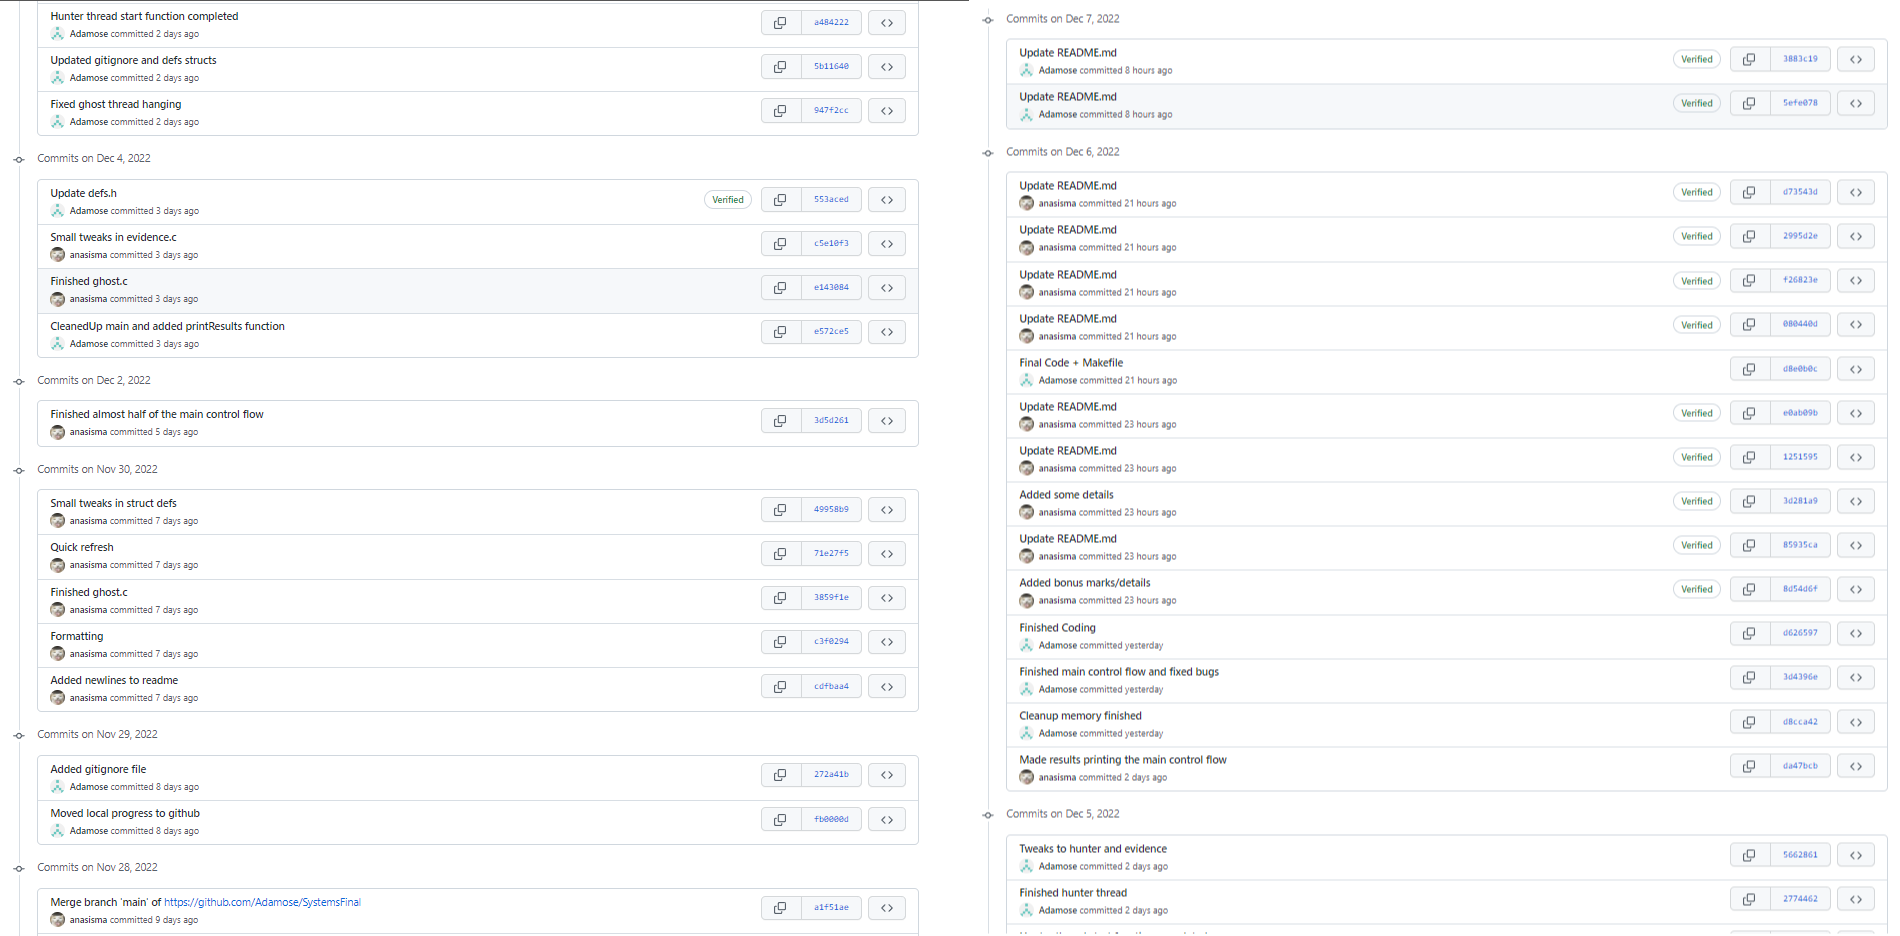 Hunter thread start function completed
a484222
Adamose committed 2 days ago
Updated gitignore and defs structs
5b11640
Adamose committed 2 days ago
Fixed ghost thread hanging
947f2cc
Adamose committed 2 days ago
Commits on Dec 4, 2022
Update defs.h
Verified
553aced
Adamose committed 3 days ago
Small tweaks in evidence.c
c5e10f3
anasisma committed 3 days ago
Finished ghost.c
e143084
anasisma committed 3 days ago
CleanedUp main and added printResults function
e572ce5
Adamose committed 3 days ago
Commits on Dec 2, 2022
Finished almost half of the main control flow
3d5d261
anasisma committed 5 days ago
Commits on Nov 30, 2022
Small tweaks in struct defs
49958b9
anasisma committed 7 days ago
Quick refresh
71e27f5
anasisma committed 7 days ago
Finished ghost.c
3859f1e
anasisma committed 7 days ago
Formatting
c3f0294
anasisma committed 7 days ago
Added newlines to readme
cdfbaa4
anasisma committed 7 days ago
Commits on Nov 29, 2022
Added gitignore file
272a41b
Adamose committed 8 days ago
Moved local progress to github
fb0000d
Adamose committed 8 days ago
Commits on Nov 28, 2022
Merge branch 'main' of https://github.com/Adamose/SystemsFinal
a1f51ae
anasisma committed 9 days ago
Commits on Dec 7, 2022
Update README.md
Verified
3883c19
Adamose committed 8 hours ago
Update README.md
Verified
5efe078
Adamose committed 8 hours ago
Commits on Dec 6, 2022
Update README.md
Verified
d73543d
anasisma committed 21 hours ago
Update README.md
Verified
2995d2e
anasisma committed 21 hours ago
Update README.md
Verified
f26823e
anasisma committed 21 hours ago
Update README.md
Verified
080440d
anasisma committed 21 hours ago
Final Code + Makefile
d8e0b0c
Adamose committed 21 hours ago
Update README.md
Verified
e0ab09b
anasisma committed 23 hours ago
Update README.md
Verified
1251595
anasisma committed 23 hours ago
Added some details
Verified
3d281a9
anasisma committed 23 hours ago
Update README.md
Verified
85935ca
anasisma committed 23 hours ago
Added bonus marks/details
Verified
8d54d6f
anasisma committed 23 hours ago
Finished Coding
d626597
Adamose committed yesterday
Finished main control flow and fixed bugs
3d4396e
Adamose committed yesterday
Cleanup memory finished
d8cca42
Adamose committed yesterday
Made results printing the main control flow
da47bcb
anasisma committed 2 days ago
Commits on Dec 5, 2022
Tweaks to hunter and evidence
5662861
Adamose committed 2 days ago
Finished hunter thread
2774462
Adamose committed 2 days ago